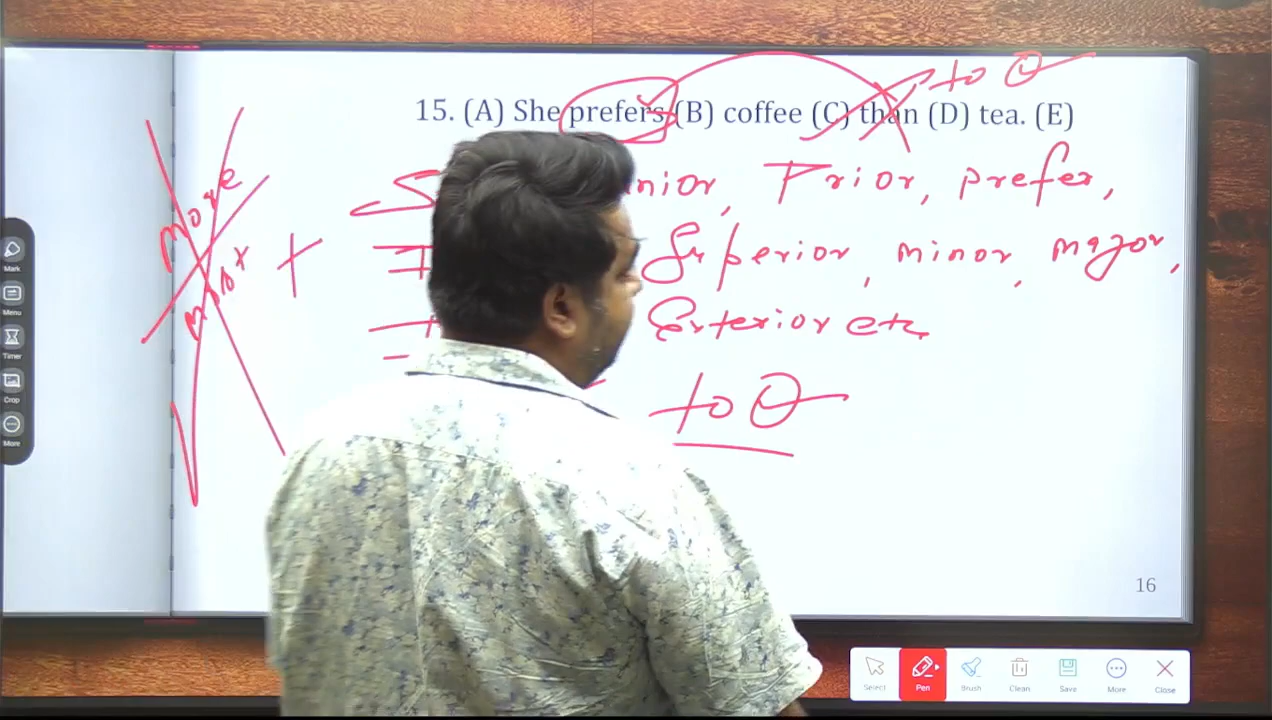 to
15. (A) She prefers (B) coffee (C) than (D) tea. (E)
more
most
+
nior, Prior, prefer,
Superior, minor, major,
Exterior etc
to
16
Mark
Menu
Timer
Crop
More
Select
Pen
Brush
Clean
Save
More
Close